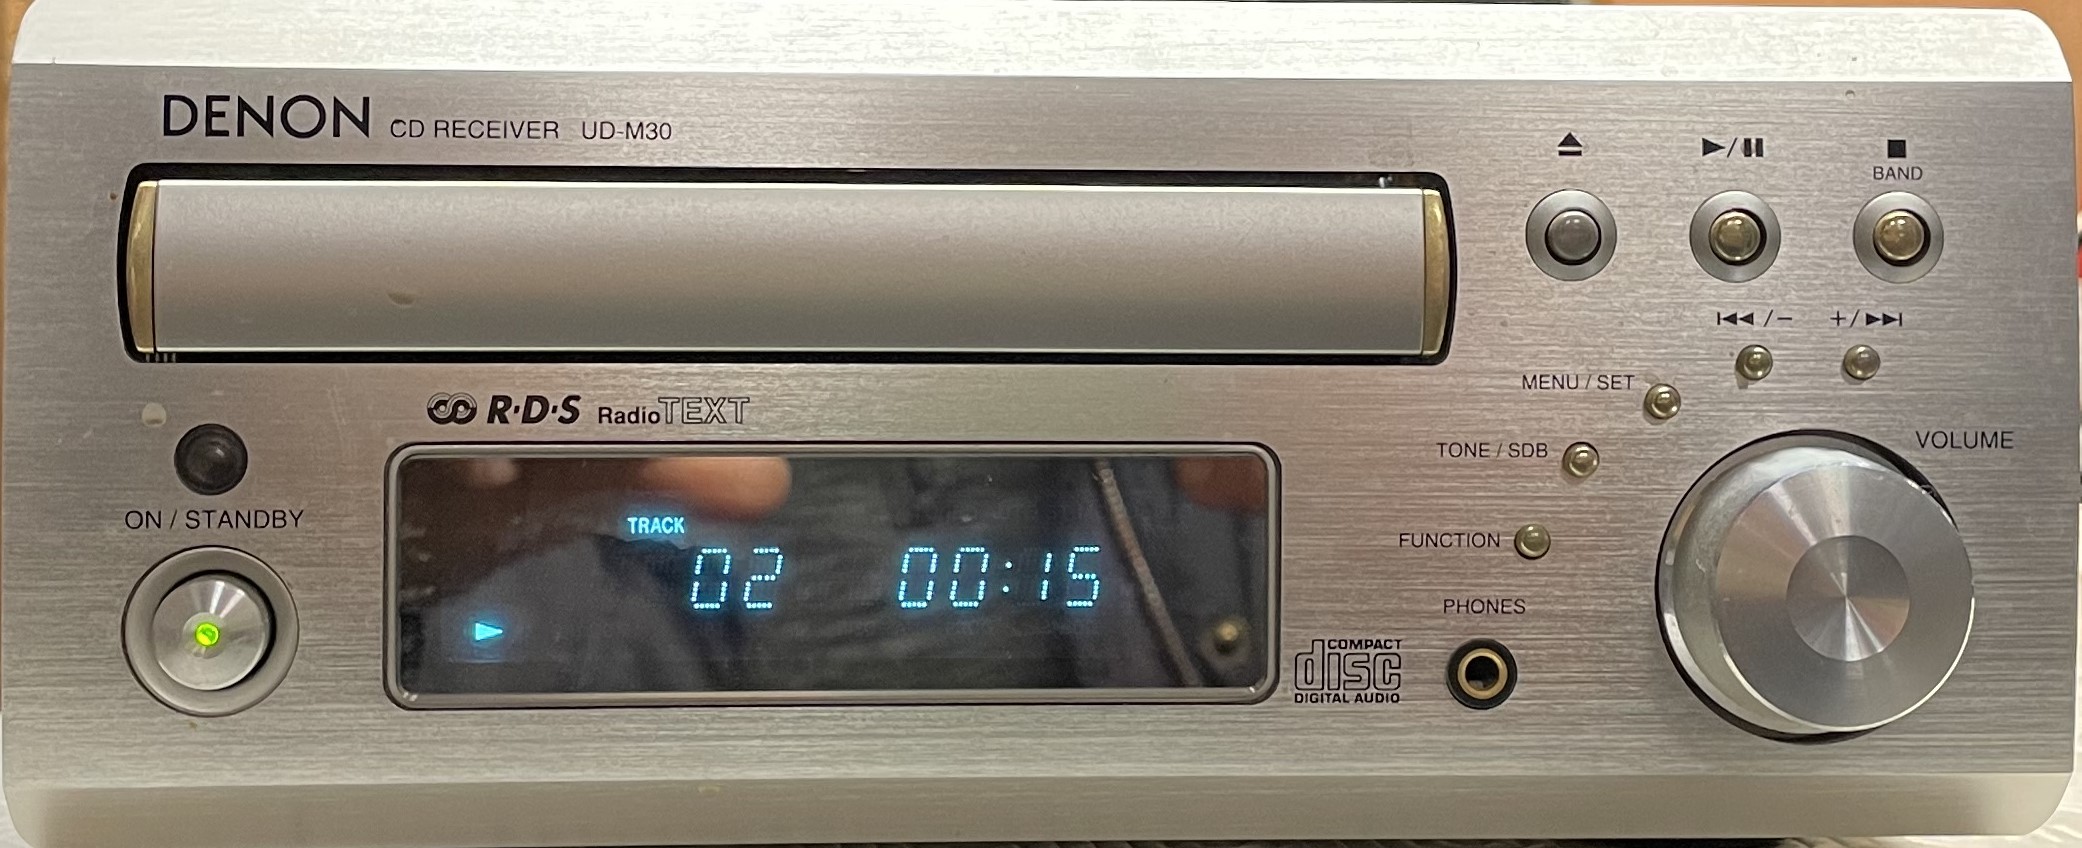 DENON CD RECEIVER UD-M30
BAND
/ −
+ /
MENU / SET
R·D·S RadioTEXT
TONE / SDB
VOLUME
ON / STANDBY
TRACK
02 00:15
FUNCTION
PHONES
COMPACT
disc
DIGITAL AUDIO